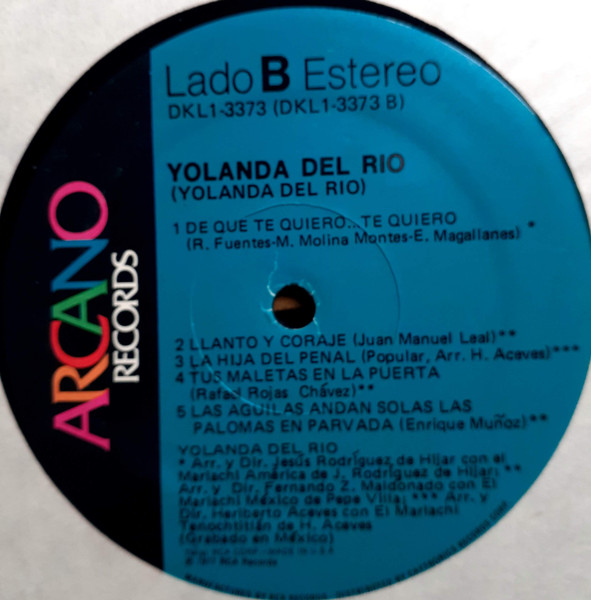 Lado B Estereo
DKL1-3373 (DKL1-3373 B)
YOLANDA DEL RIO
(YOLANDA DEL RIO)
1 DE QUE TE QUIERO...TE QUIERO
(R. Fuentes-M. Molina Montes-E. Magallanes) *
2 LLANTO Y CORAJE (Juan Manuel Leal)**
3 LA HIJA DEL PENAL (Popular, Arr. H. Aceves)***
4 TUS MALETAS EN LA PUERTA
(Rafael Rojas Chávez)**
5 LAS AGUILAS ANDAN SOLAS LAS
PALOMAS EN PARVADA (Enrique Muñoz)**
YOLANDA DEL RIO
* Arr. y Dir. Jesús Rodríguez de Hijar con el
Mariachi América de J. Rodríguez de Hijar; **
Arr. y Dir. Fernando Z. Maldonado con El
Mariachi México de Pepe Villa; *** Arr. y
Dir. Heriberto Aceves con El Mariachi
Tenochtitlán de H. Aceves
(Grabado en México)
RCA Records
ARCANO
RECORDS